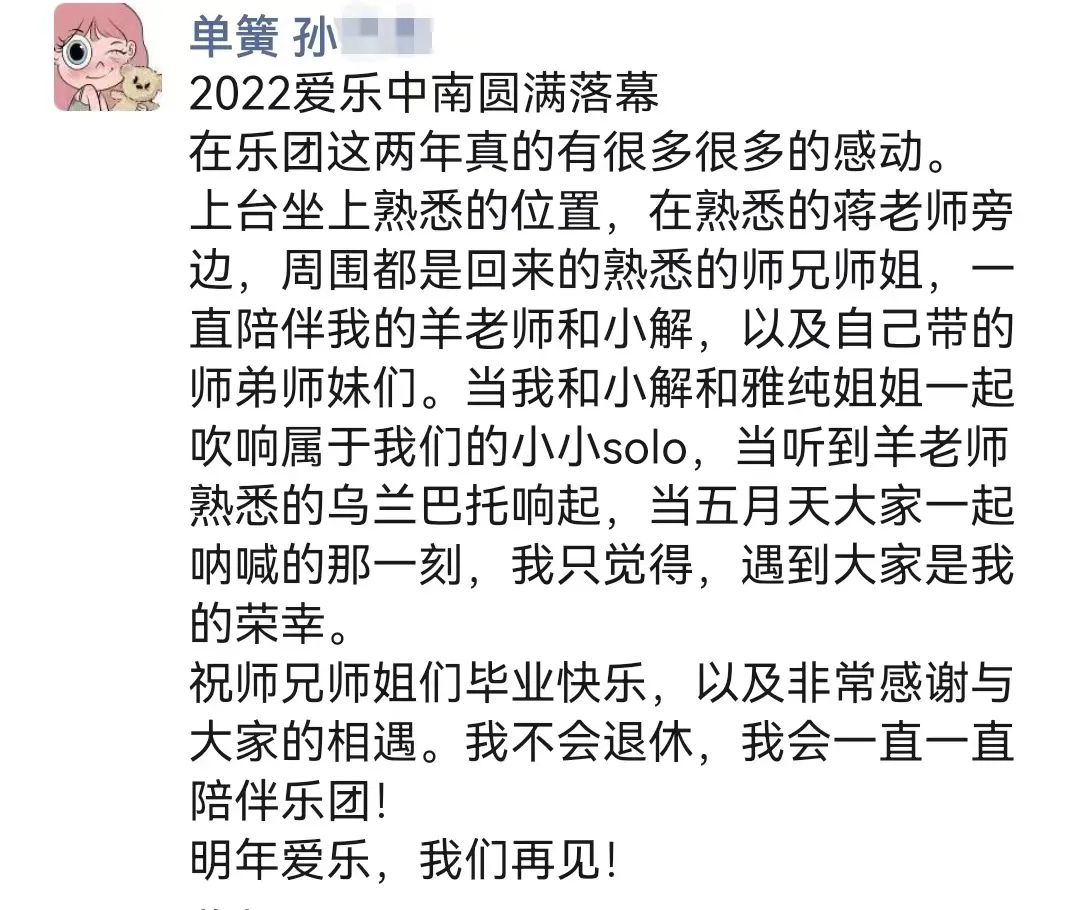 单簧 孙
2022爱乐中南圆满落幕
在乐团这两年真的有很多很多的感动。
上台坐上熟悉的位置，在熟悉的蒋老师旁
边，周围都是回来的熟悉的师兄师姐，一
直陪伴我的羊老师和小解，以及自己带的
师弟师妹们。当我和小解和雅纯姐姐一起
吹响属于我们的小小solo，当听到羊老师
熟悉的乌兰巴托响起，当五月天大家一起
呐喊的那一刻，我只觉得，遇到大家是我
的荣幸。
祝师兄师姐们毕业快乐，以及非常感谢与
大家的相遇。我不会退休，我会一直一直
陪伴乐团！
明年爱乐，我们再见！